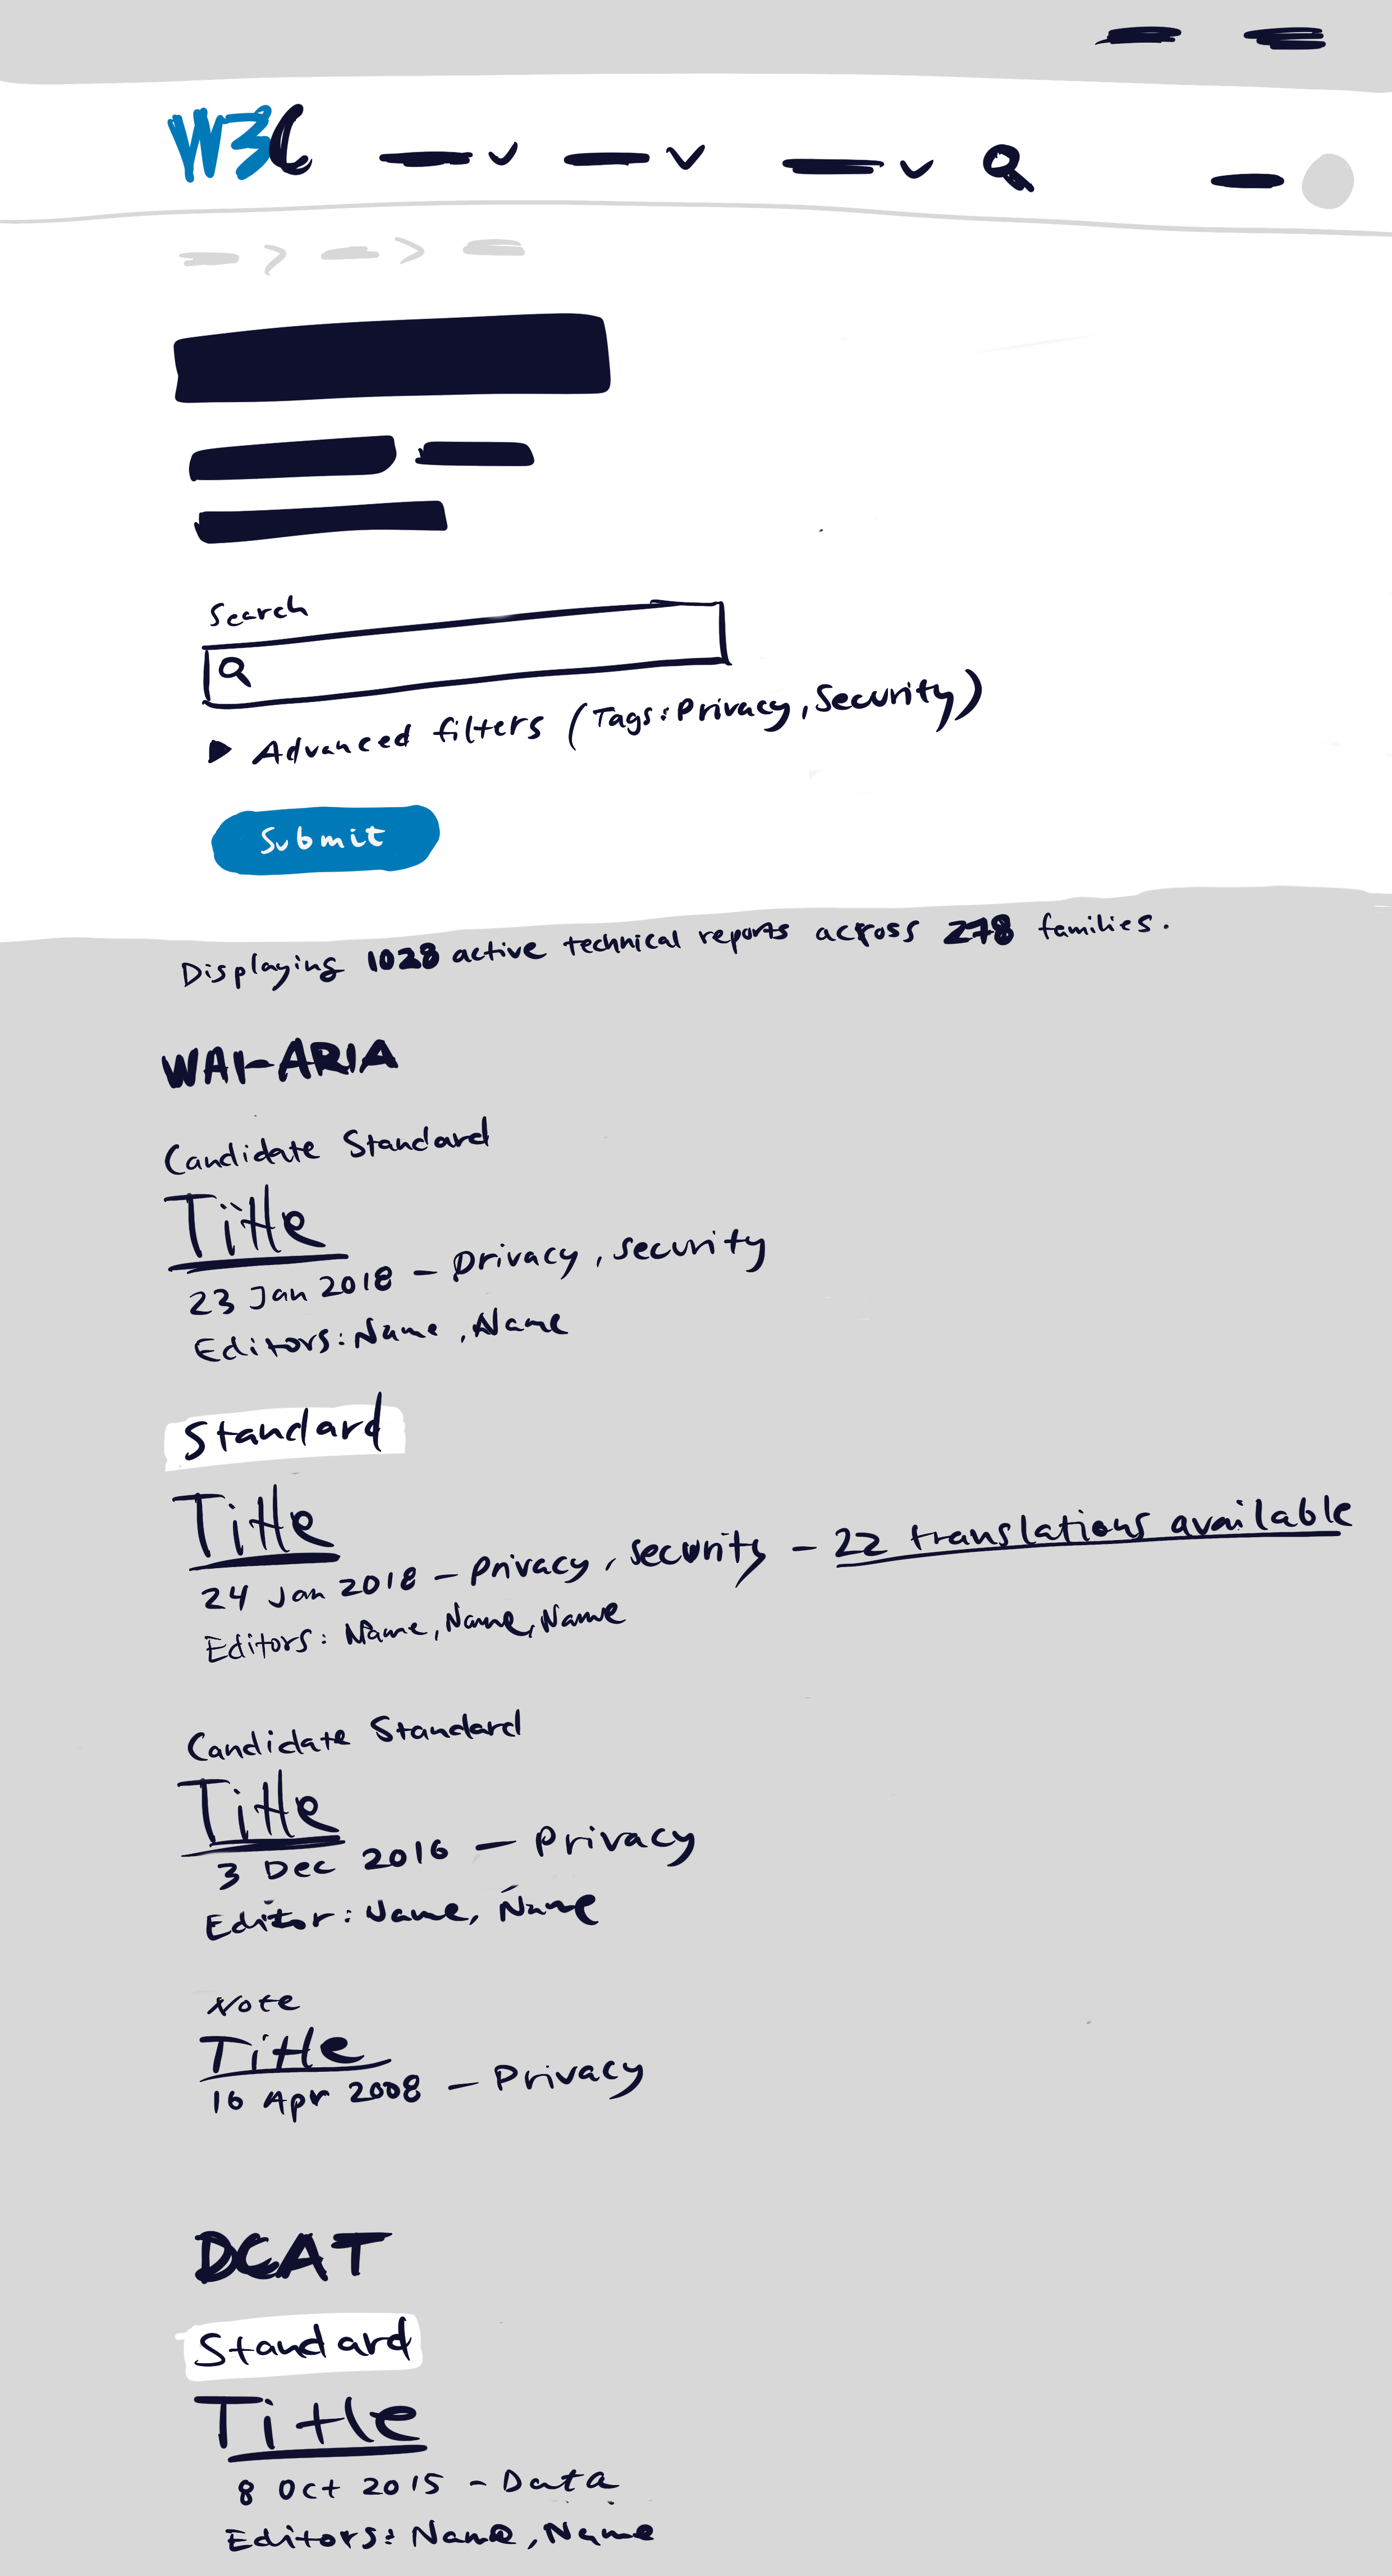 W3C
Search
Advanced filters (Tags: Privacy, Security)
Submit
Displaying 1028 active technical reports across 278 families.
WAI-ARIA
Candidate Standard
Title
23 Jan 2018 – privacy, security
Editors: Name, Name
Standard
Title
24 Jan 2018 – privacy, security – 22 translations available
Editors: Name, Name, Name
Candidate Standard
Title
3 Dec 2016 – Privacy
Editor: Name, Name
Note
Title
16 Apr 2008 – Privacy
DCAT
Standard
Title
8 Oct 2015 – Data
Editors: Name, Name